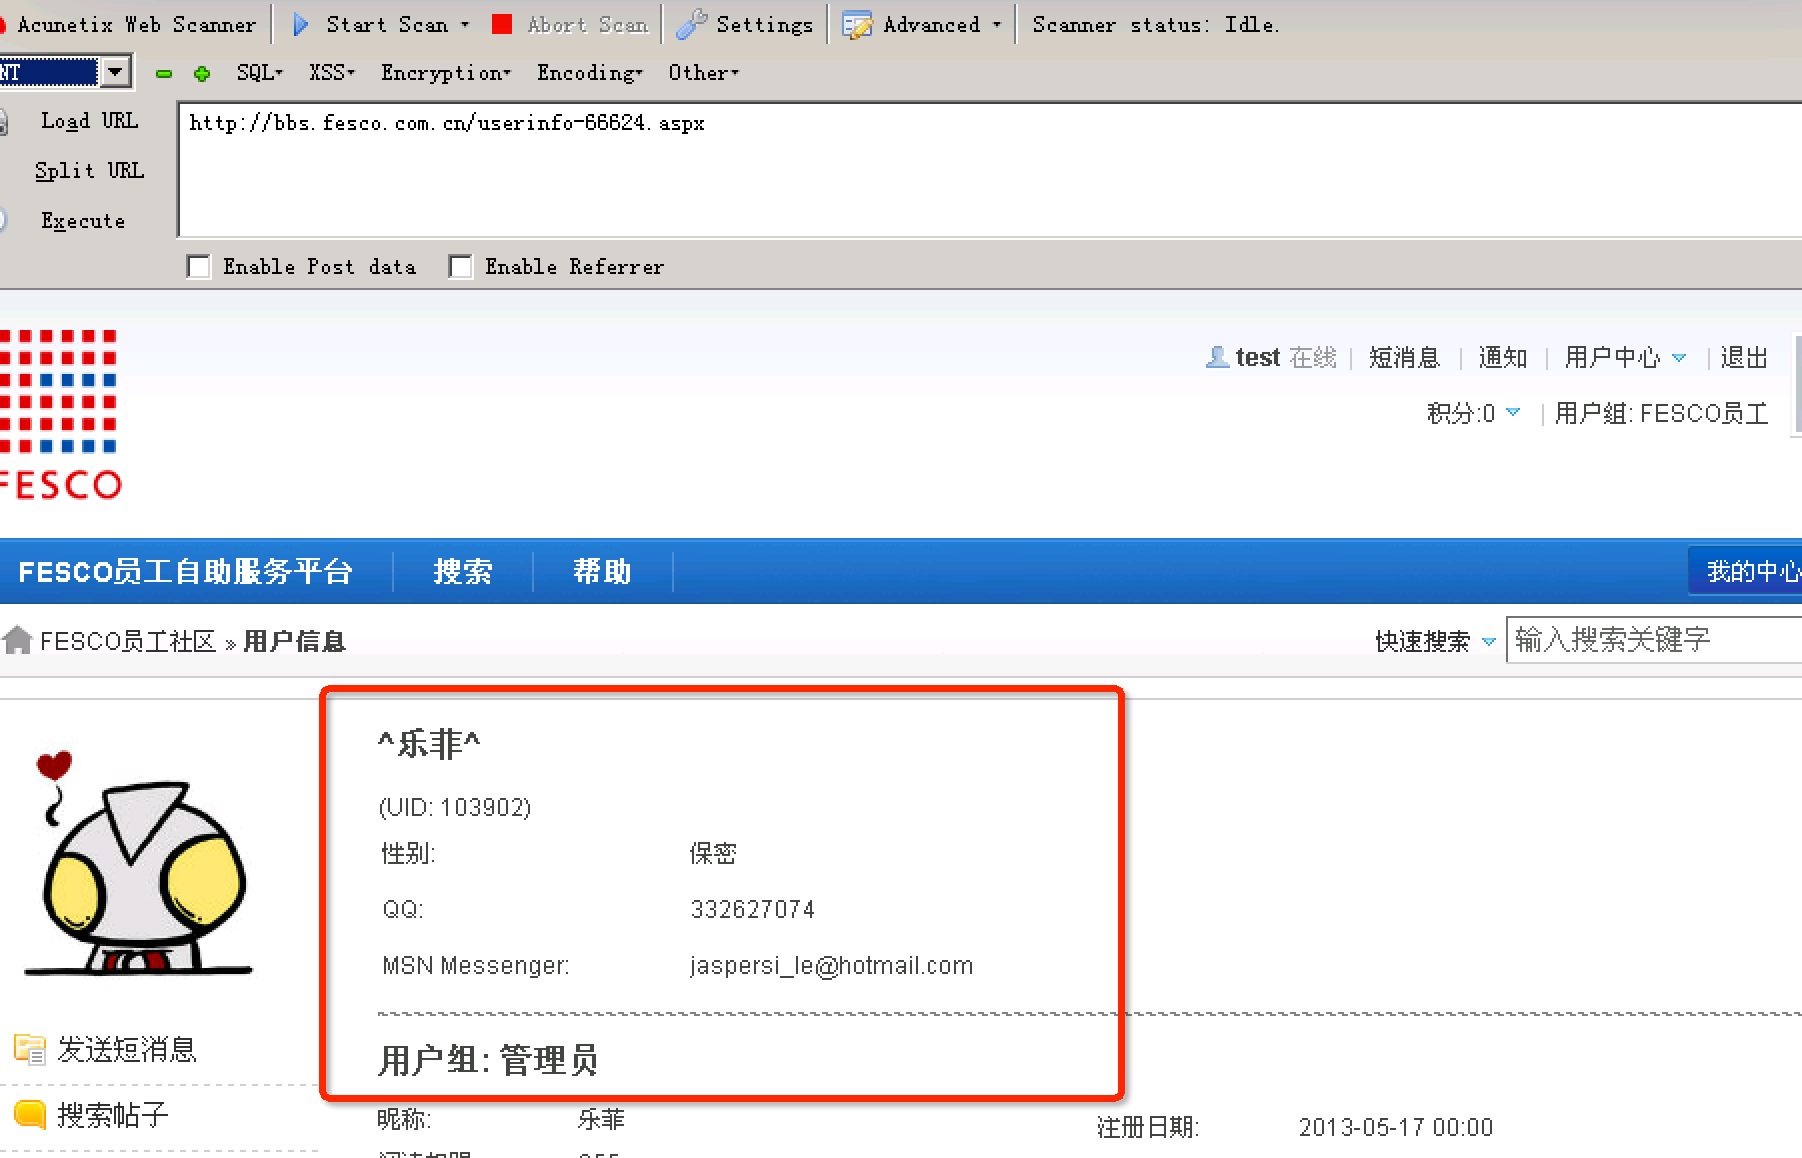 Acunetix Web Scanner Start Scan Abort Scan Settings Advanced Scanner status: Idle.
NT SQL XSS Encryption Encoding Other
Load URL http://bbs.fesco.com.cn/userinfo-66624.aspx
Split URL
Execute
Enable Post data Enable Referrer
test 在线 | 短消息 | 通知 | 用户中心 | 退出
积分:0 | 用户组: FESCO员工
FESCO
FESCO员工自助服务平台 搜索 帮助 我的中心
FESCO员工社区 » 用户信息 快速搜索 输入搜索关键字
^乐菲^
(UID: 103902)
性别: 保密
QQ: 332627074
MSN Messenger: jaspersi_le@hotmail.com
用户组: 管理员
发送短消息
搜索帖子
昵称: 乐菲 注册日期: 2013-05-17 00:00